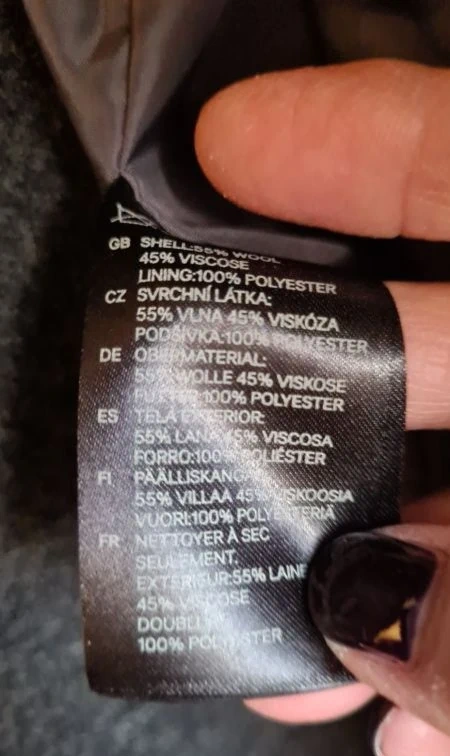 GB SHELL:55% WOOL
45% VISCOSE
LINING:100% POLYESTER
CZ SVRCHNÍ LÁTKA:
55% VLNA 45% VISKÓZA
PODŠÍVKA:100% POLYESTER
DE OBERMATERIAL:
55% WOLLE 45% VISKOSE
FUTTER:100% POLYESTER
ES TELA EXTERIOR:
55% LANA 45% VISCOSA
FORRO:100% POLIÉSTER
FI PÄÄLLISKANGAS
55% VILLAA 45% VISKOOSIA
VUORI:100% POLYESTERIÄ
FR NETTOYER À SEC
SEULEMENT.
EXTÉRIEUR:55% LAINE
45% VISCOSE
100% POLYESTER